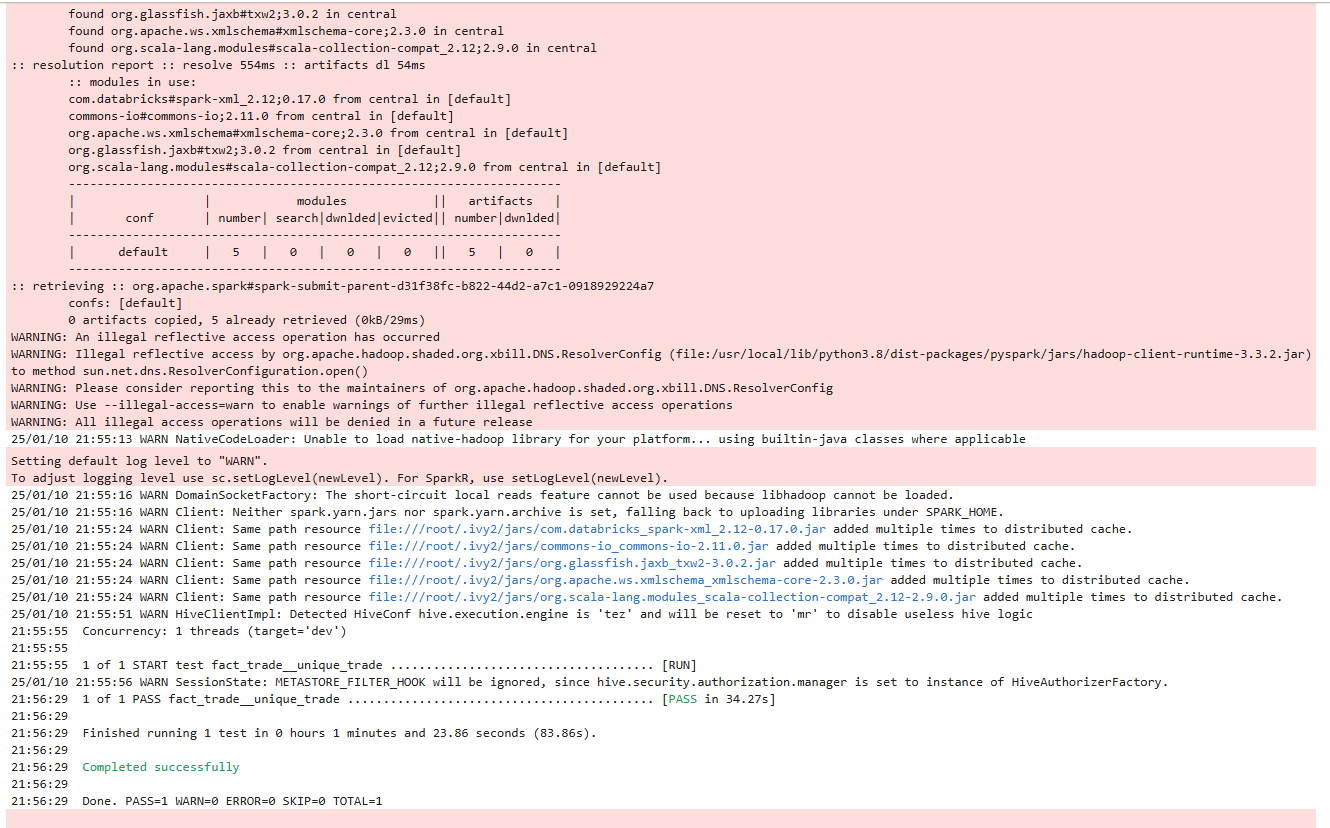 found org.glassfish.jaxb#txw2;3.0.2 in central
found org.apache.ws.xmlschema#xmlschema-core;2.3.0 in central
found org.scala-lang.modules#scala-collection-compat_2.12;2.9.0 in central
:: resolution report :: resolve 554ms :: artifacts dl 54ms
:: modules in use:
com.databricks#spark-xml_2.12;0.17.0 from central in [default]
commons-io#commons-io;2.11.0 from central in [default]
org.apache.ws.xmlschema#xmlschema-core;2.3.0 from central in [default]
org.glassfish.jaxb#txw2;3.0.2 from central in [default]
org.scala-lang.modules#scala-collection-compat_2.12;2.9.0 from central in [default]
---------------------------------------------------------------------
|                  |            modules            ||   artifacts   |
|       conf       | number| search|dwnlded|evicted|| number|dwnlded|
---------------------------------------------------------------------
|      default     |   5   |   0   |   0   |   0   ||   5   |   0   |
---------------------------------------------------------------------
:: retrieving :: org.apache.spark#spark-submit-parent-d31f38fc-b822-44d2-a7c1-0918929224a7
confs: [default]
0 artifacts copied, 5 already retrieved (0kB/29ms)
WARNING: An illegal reflective access operation has occurred
WARNING: Illegal reflective access by org.apache.hadoop.shaded.org.xbill.DNS.ResolverConfig (file:/usr/local/lib/python3.8/dist-packages/pyspark/jars/hadoop-client-runtime-3.3.2.jar)
to method sun.net.dns.ResolverConfiguration.open()
WARNING: Please consider reporting this to the maintainers of org.apache.hadoop.shaded.org.xbill.DNS.ResolverConfig
WARNING: Use --illegal-access=warn to enable warnings of further illegal reflective access operations
WARNING: All illegal access operations will be denied in a future release
25/01/10 21:55:13 WARN NativeCodeLoader: Unable to load native-hadoop library for your platform... using builtin-java classes where applicable
Setting default log level to "WARN".
To adjust logging level use sc.setLogLevel(newLevel). For SparkR, use setLogLevel(newLevel).
25/01/10 21:55:16 WARN DomainSocketFactory: The short-circuit local reads feature cannot be used because libhadoop cannot be loaded.
25/01/10 21:55:16 WARN Client: Neither spark.yarn.jars nor spark.yarn.archive is set, falling back to uploading libraries under SPARK_HOME.
25/01/10 21:55:24 WARN Client: Same path resource file:///root/.ivy2/jars/com.databricks_spark-xml_2.12-0.17.0.jar added multiple times to distributed cache.
25/01/10 21:55:24 WARN Client: Same path resource file:///root/.ivy2/jars/commons-io_commons-io-2.11.0.jar added multiple times to distributed cache.
25/01/10 21:55:24 WARN Client: Same path resource file:///root/.ivy2/jars/org.glassfish.jaxb_txw2-3.0.2.jar added multiple times to distributed cache.
25/01/10 21:55:24 WARN Client: Same path resource file:///root/.ivy2/jars/org.apache.ws.xmlschema_xmlschema-core-2.3.0.jar added multiple times to distributed cache.
25/01/10 21:55:24 WARN Client: Same path resource file:///root/.ivy2/jars/org.scala-lang.modules_scala-collection-compat_2.12-2.9.0.jar added multiple times to distributed cache.
25/01/10 21:55:51 WARN HiveClientImpl: Detected HiveConf hive.execution.engine is 'tez' and will be reset to 'mr' to disable useless hive logic
21:55:55  Concurrency: 1 threads (target='dev')
21:55:55
21:55:55  1 of 1 START test fact_trade__unique_trade ..................................... [RUN]
25/01/10 21:55:56 WARN SessionState: METASTORE_FILTER_HOOK will be ignored, since hive.security.authorization.manager is set to instance of HiveAuthorizerFactory.
21:56:29  1 of 1 PASS fact_trade__unique_trade ........................................... [PASS in 34.27s]
21:56:29
21:56:29  Finished running 1 test in 0 hours 1 minutes and 23.86 seconds (83.86s).
21:56:29
21:56:29  Completed successfully
21:56:29
21:56:29  Done. PASS=1 WARN=0 ERROR=0 SKIP=0 TOTAL=1